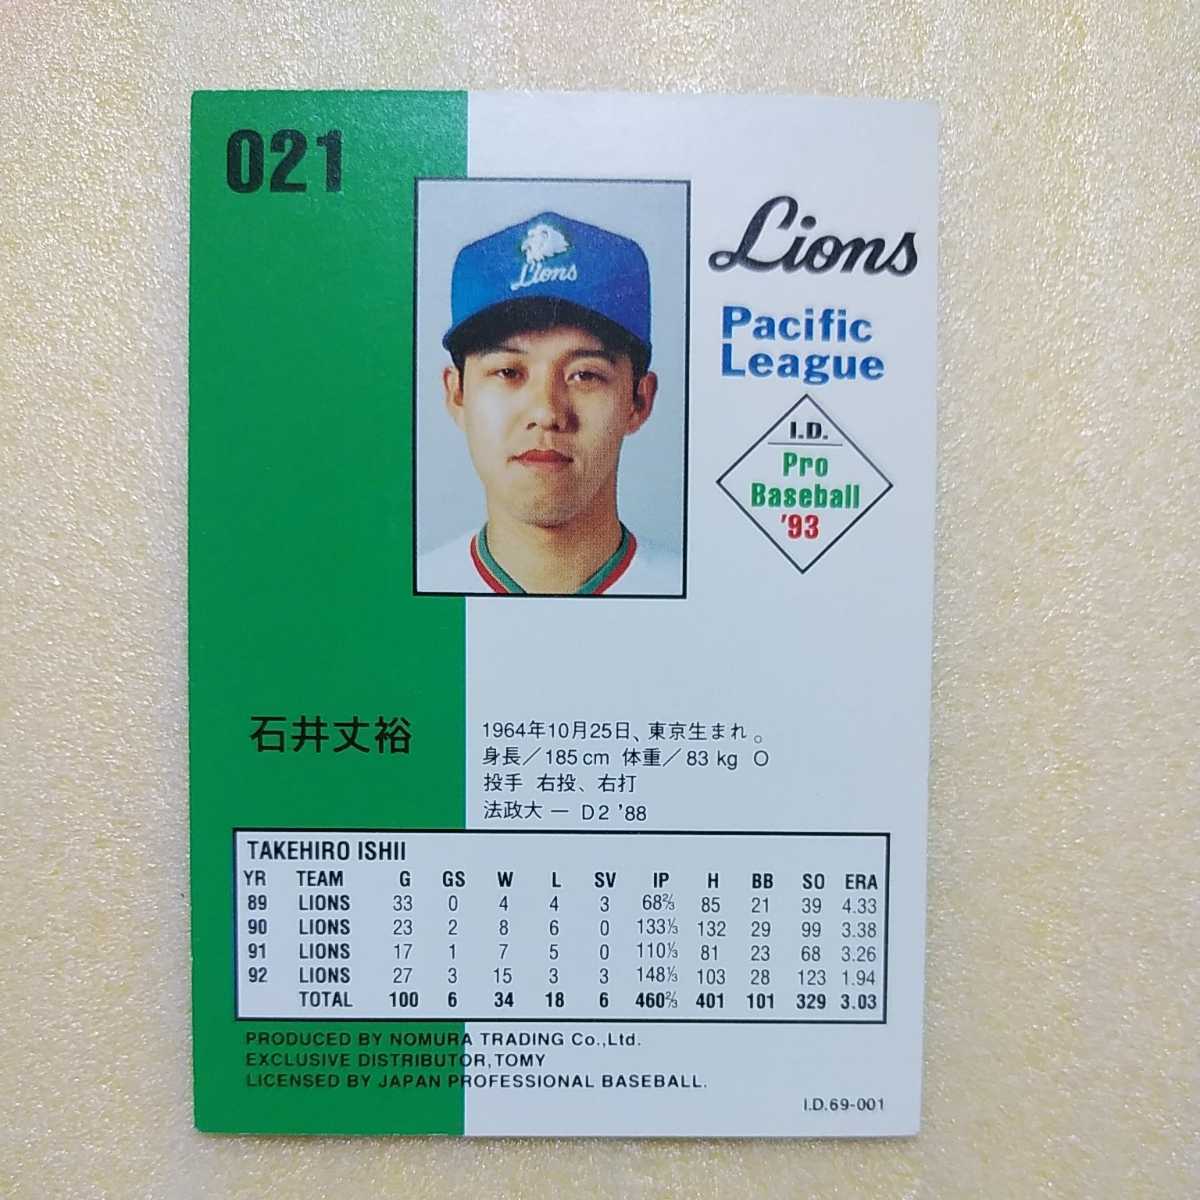 021
Lions
Lions
Pacific
League
I.D.
Pro
Baseball
'93
石井丈裕
1964年10月25日、東京生まれ。
身長／185cm 体重／83kg O
投手 右投、右打
法政大 — D2 '88
TAKEHIRO ISHII
YR TEAM G GS W L SV IP H BB SO ERA
89 LIONS 33 0 4 4 3 68⅔ 85 21 39 4.33
90 LIONS 23 2 8 6 0 133⅓ 132 29 99 3.38
91 LIONS 17 1 7 5 0 110⅓ 81 23 68 3.26
92 LIONS 27 3 15 3 3 148⅓ 103 28 123 1.94
TOTAL 100 6 34 18 6 460⅔ 401 101 329 3.03
PRODUCED BY NOMURA TRADING Co.,Ltd.
EXCLUSIVE DISTRIBUTOR,TOMY
LICENSED BY JAPAN PROFESSIONAL BASEBALL.
I.D.69-001